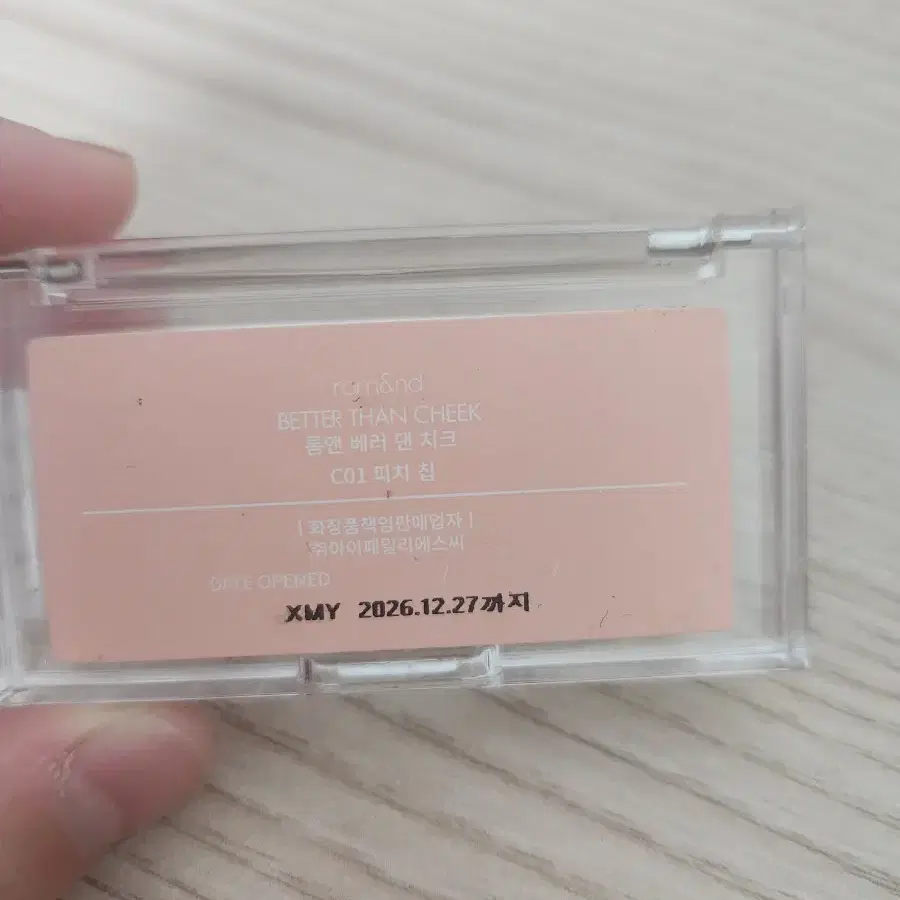 rom&nd
BETTER THAN CHEEK
롬앤 베러 댄 치크
C01 피치 칩
| 화장품책임판매업자 |
㈜아이패밀리에스씨
DATE OPENED / /
XMY 2026.12.27까지